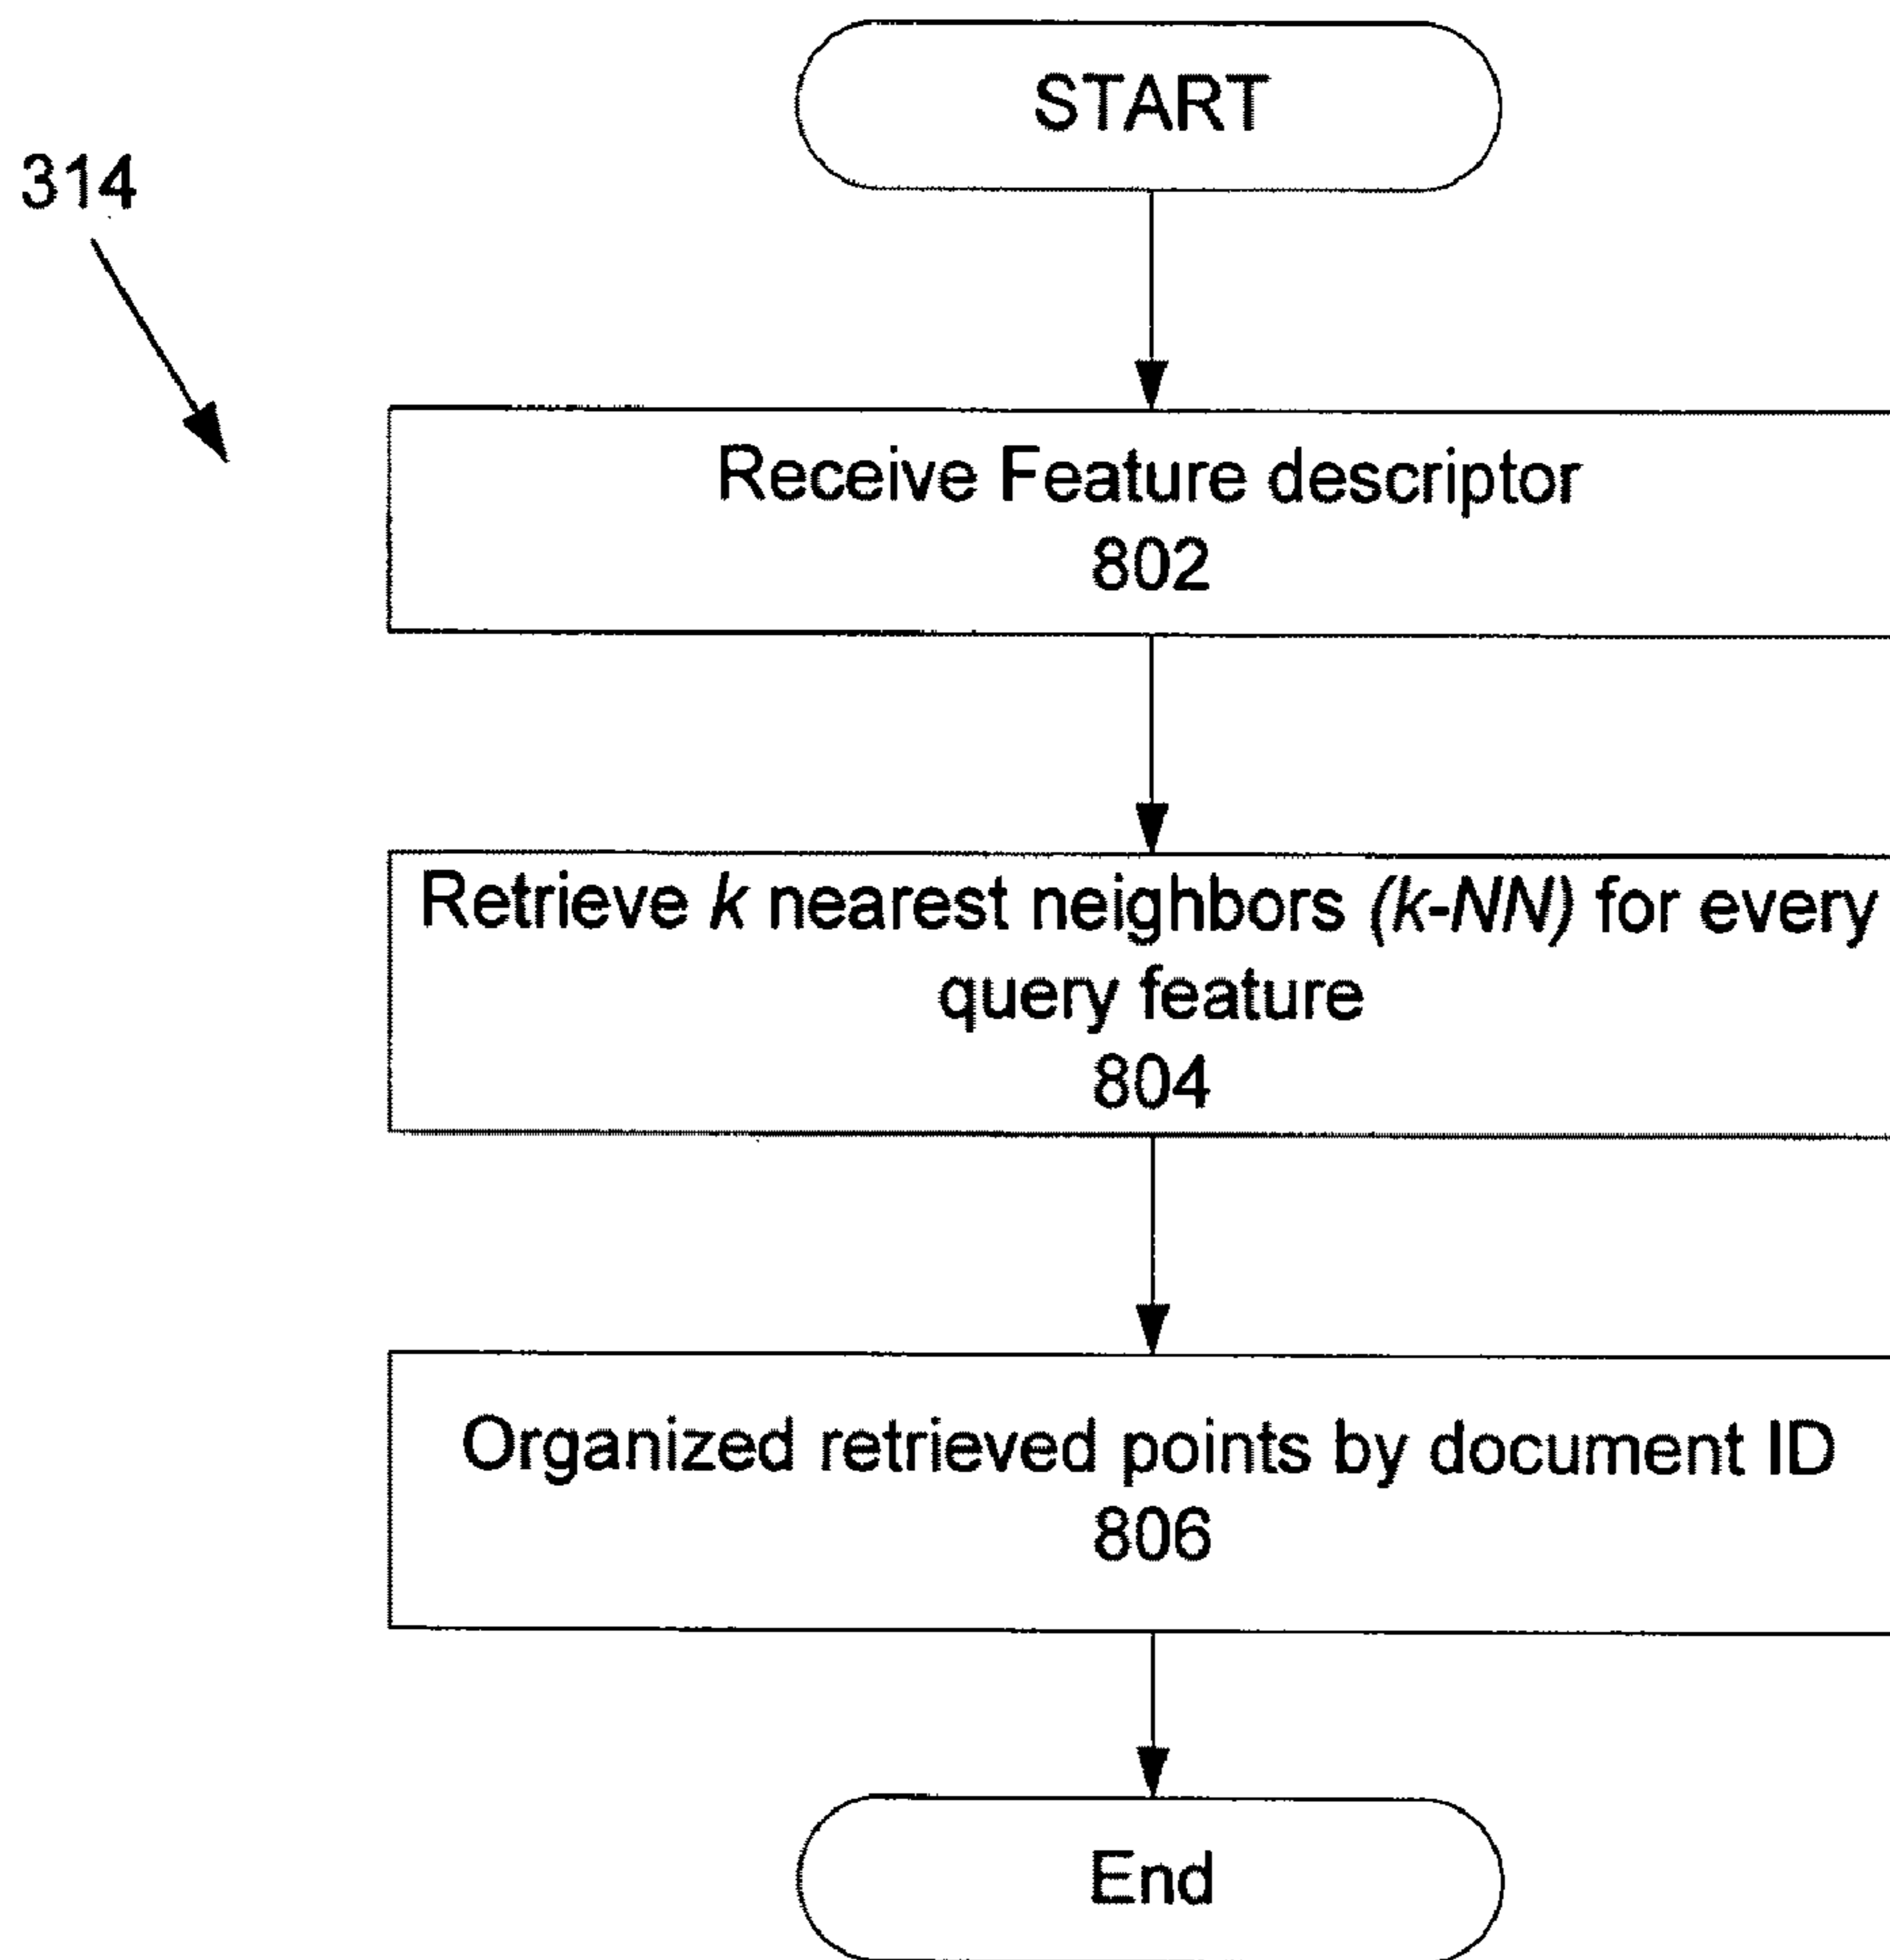 START
314
Receive Feature descriptor
802
Retrieve k nearest neighbors (k-NN) for every
query feature
804
Organized retrieved points by document ID
806
End